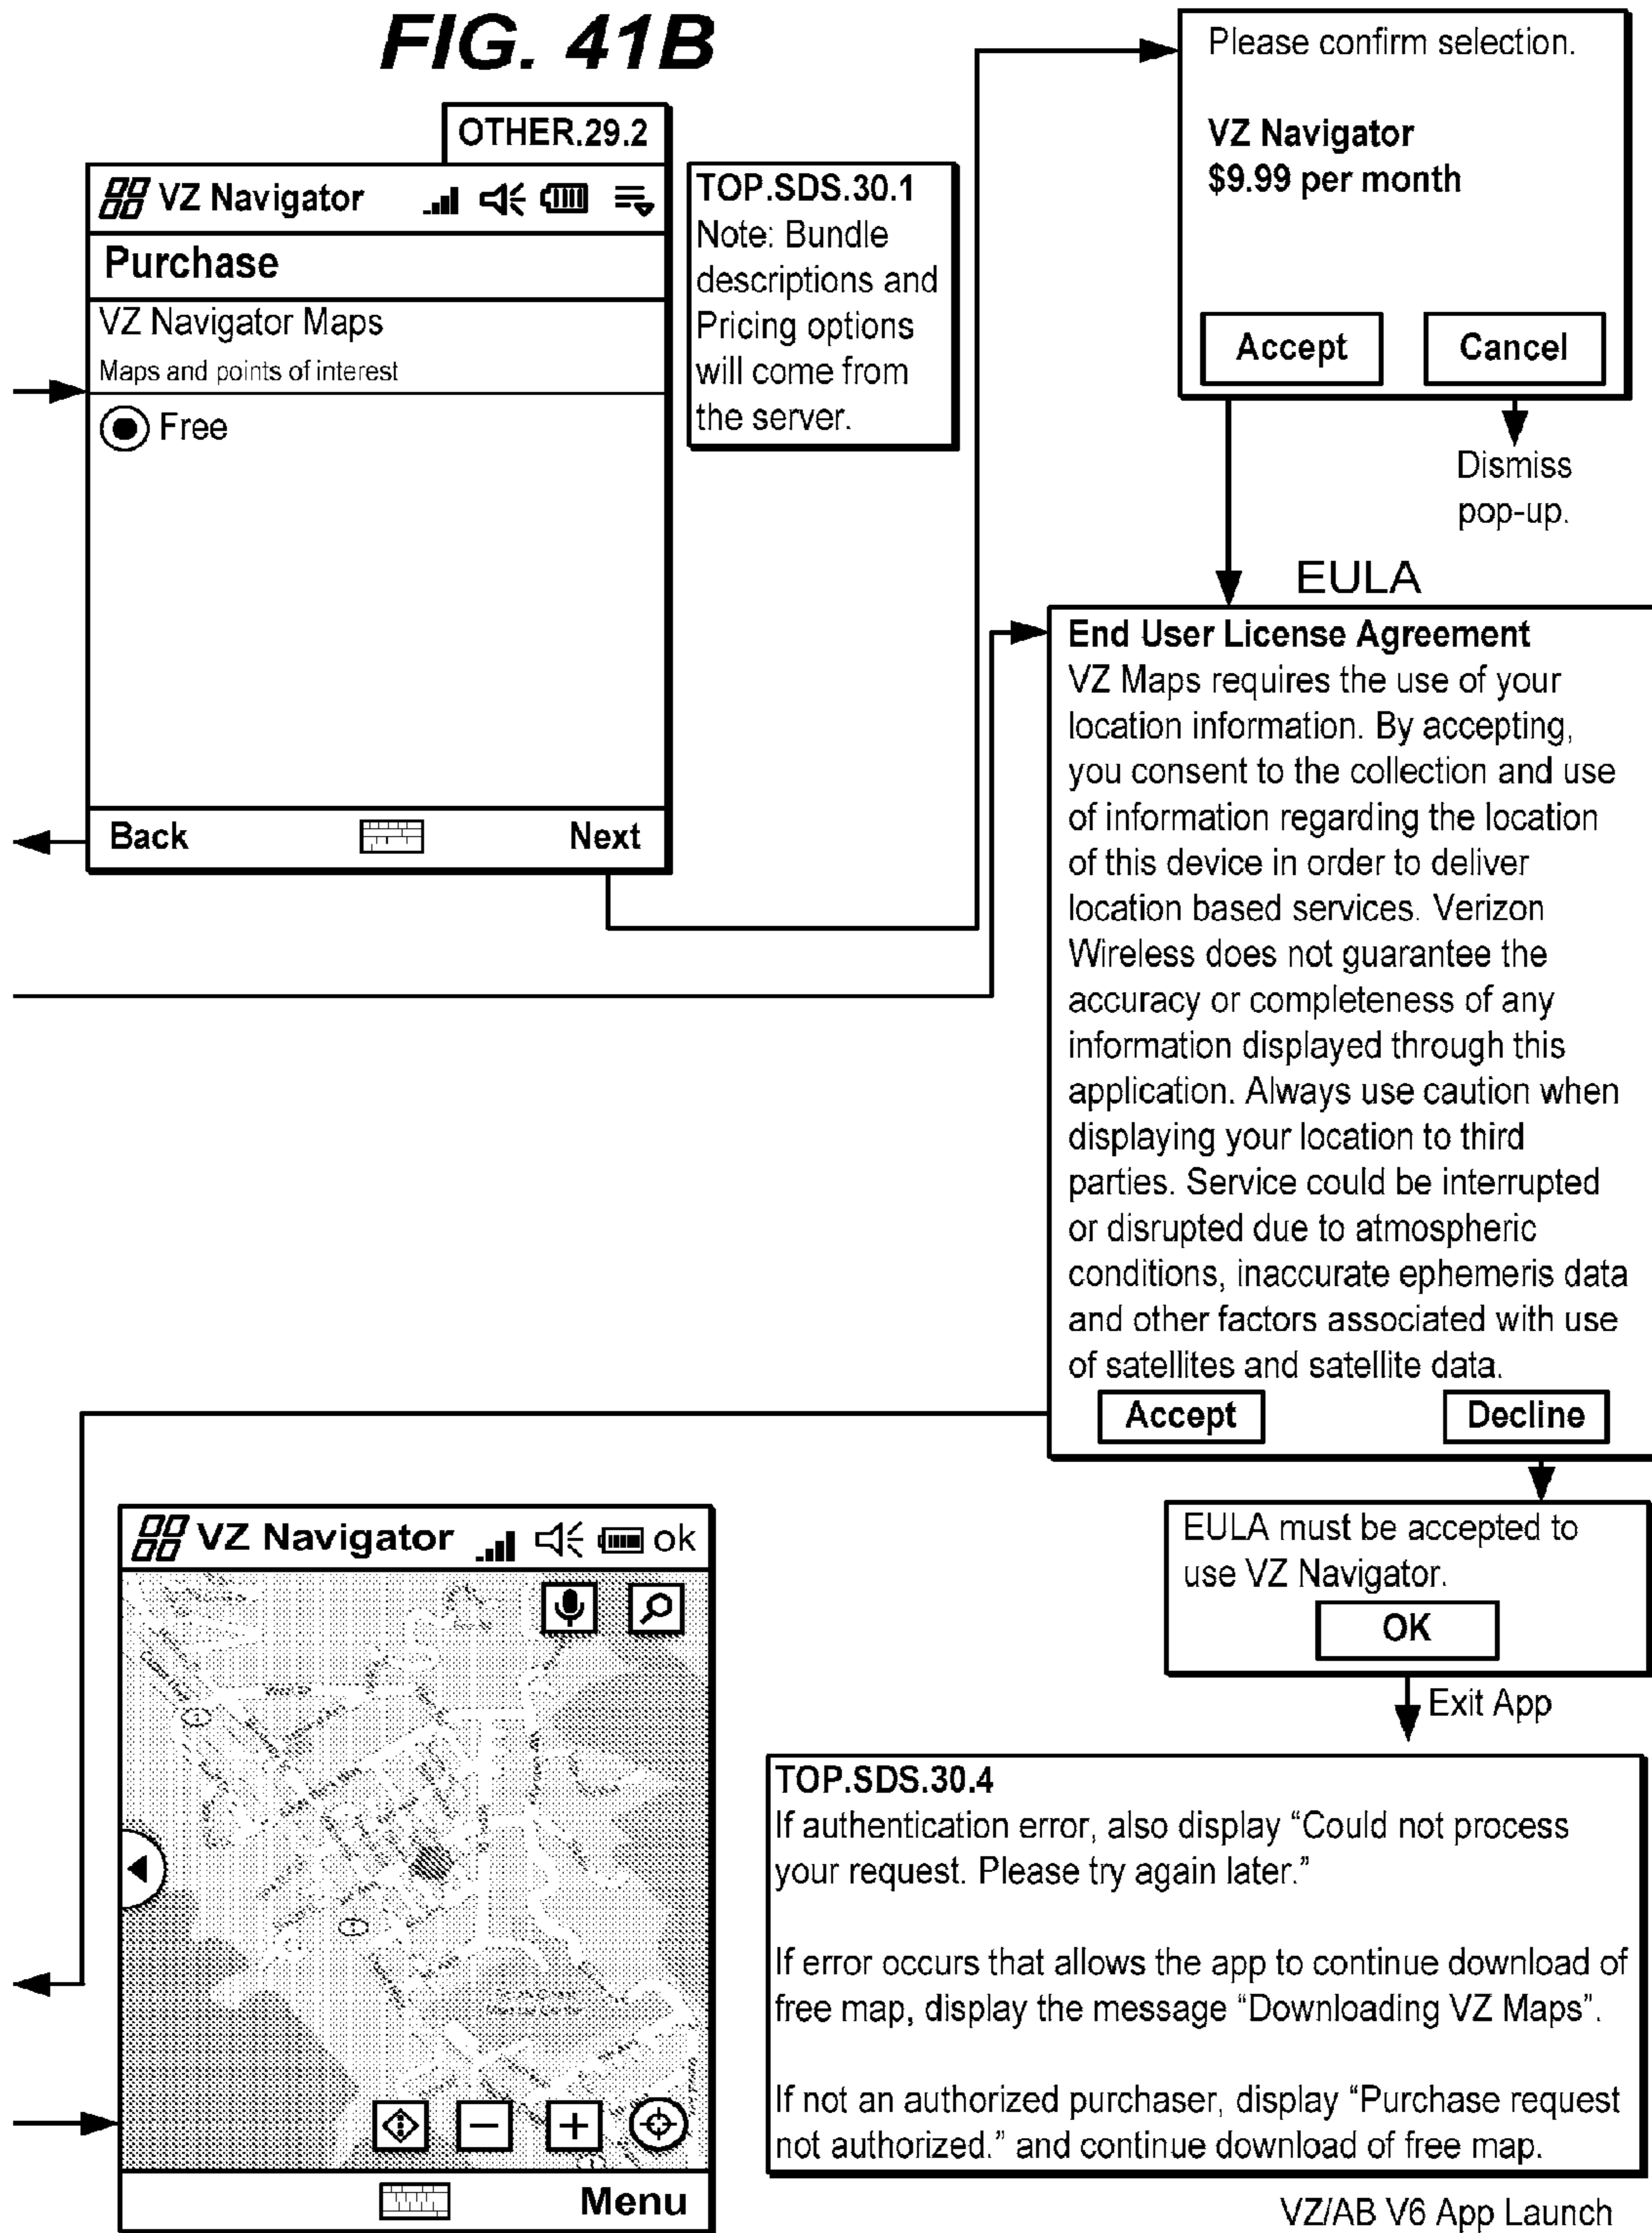 FIG. 41B
OTHER.29.2
VZ Navigator
Purchase
VZ Navigator Maps
Maps and points of interest
Free
Back
Next
TOP.SDS.30.1
Note: Bundle
descriptions and
Pricing options
will come from
the server.
Please confirm selection.
VZ Navigator
$9.99 per month
Accept
Cancel
Dismiss
pop-up.
EULA
End User License Agreement
VZ Maps requires the use of your
location information. By accepting,
you consent to the collection and use
of information regarding the location
of this device in order to deliver
location based services. Verizon
Wireless does not guarantee the
accuracy or completeness of any
information displayed through this
application. Always use caution when
displaying your location to third
parties. Service could be interrupted
or disrupted due to atmospheric
conditions, inaccurate ephemeris data
and other factors associated with use
of satellites and satellite data.
Accept
Decline
EULA must be accepted to
use VZ Navigator.
OK
Exit App
VZ Navigator
ok
Menu
TOP.SDS.30.4
If authentication error, also display “Could not process
your request. Please try again later.”
If error occurs that allows the app to continue download of
free map, display the message “Downloading VZ Maps”.
If not an authorized purchaser, display “Purchase request
not authorized.” and continue download of free map.
VZ/AB V6 App Launch